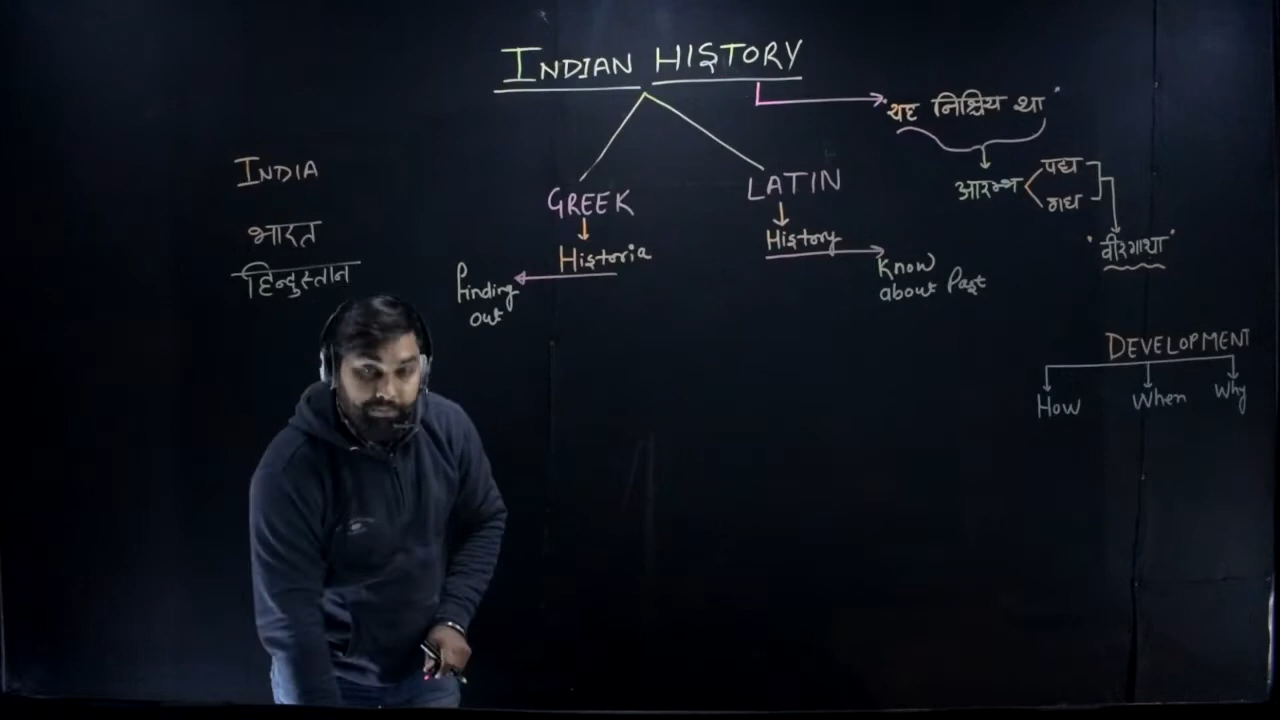 INDIAN HISTORY
"यह निश्चिय था"
INDIA
भारत
हिन्दुस्तान
GREEK
Historia
finding
out
LATIN
History
Know
about Past
आरम्भ
पद्य
गद्य
"वीरगाथा"
DEVELOPMENT
How
When
Why